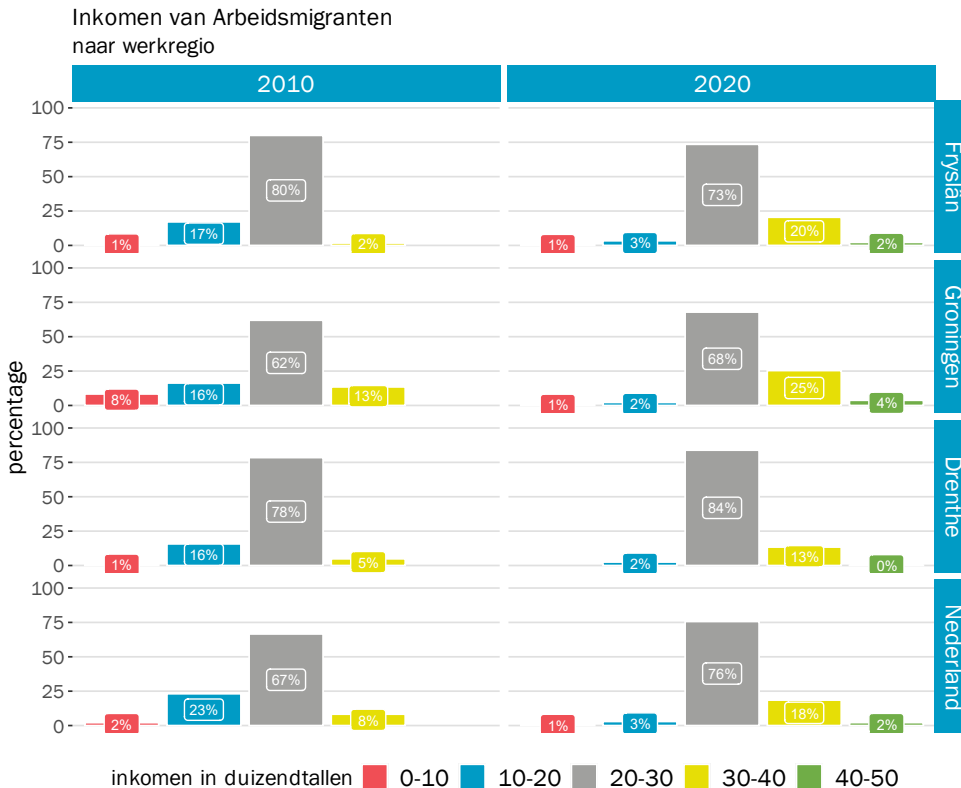 Inkomen van Arbeidsmigranten
naar werkregio
2010 2020
percentage
100
75
50
25
0
1% 17% 80% 2%
1% 3% 73% 20% 2%
Fryslân
100
75
50
25
0
8% 16% 62% 13%
1% 2% 68% 25% 4%
Groningen
100
75
50
25
0
1% 16% 78% 5%
2% 84% 13% 0%
Drenthe
100
75
50
25
0
2% 23% 67% 8%
1% 3% 76% 18% 2%
Nederland
inkomen in duizendtallen 0-10 10-20 20-30 30-40 40-50